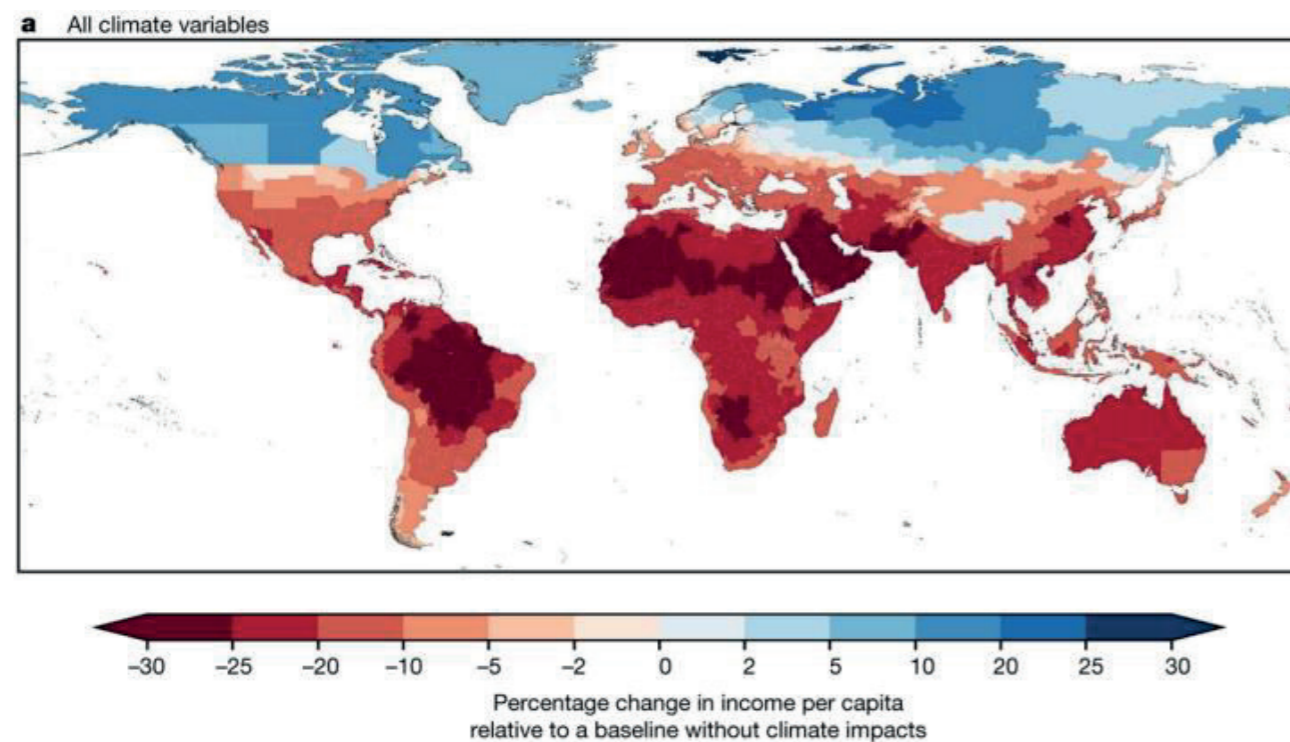 a All climate variables
–30 –25 –20 –10 –5 –2 0 2 5 10 20 25 30
Percentage change in income per capita
relative to a baseline without climate impacts